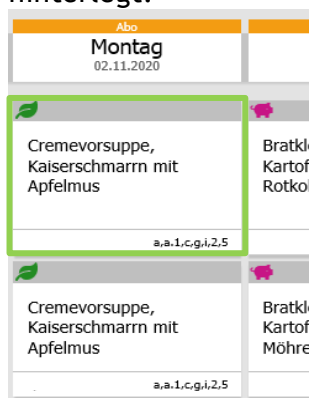 Abo
Montag
02.11.2020
Cremevorsuppe,
Kaiserschmarrn mit
Apfelmus
a,a.1,c,g,i,2,5
Cremevorsuppe,
Kaiserschmarrn mit
Apfelmus
a,a.1,c,g,i,2,5